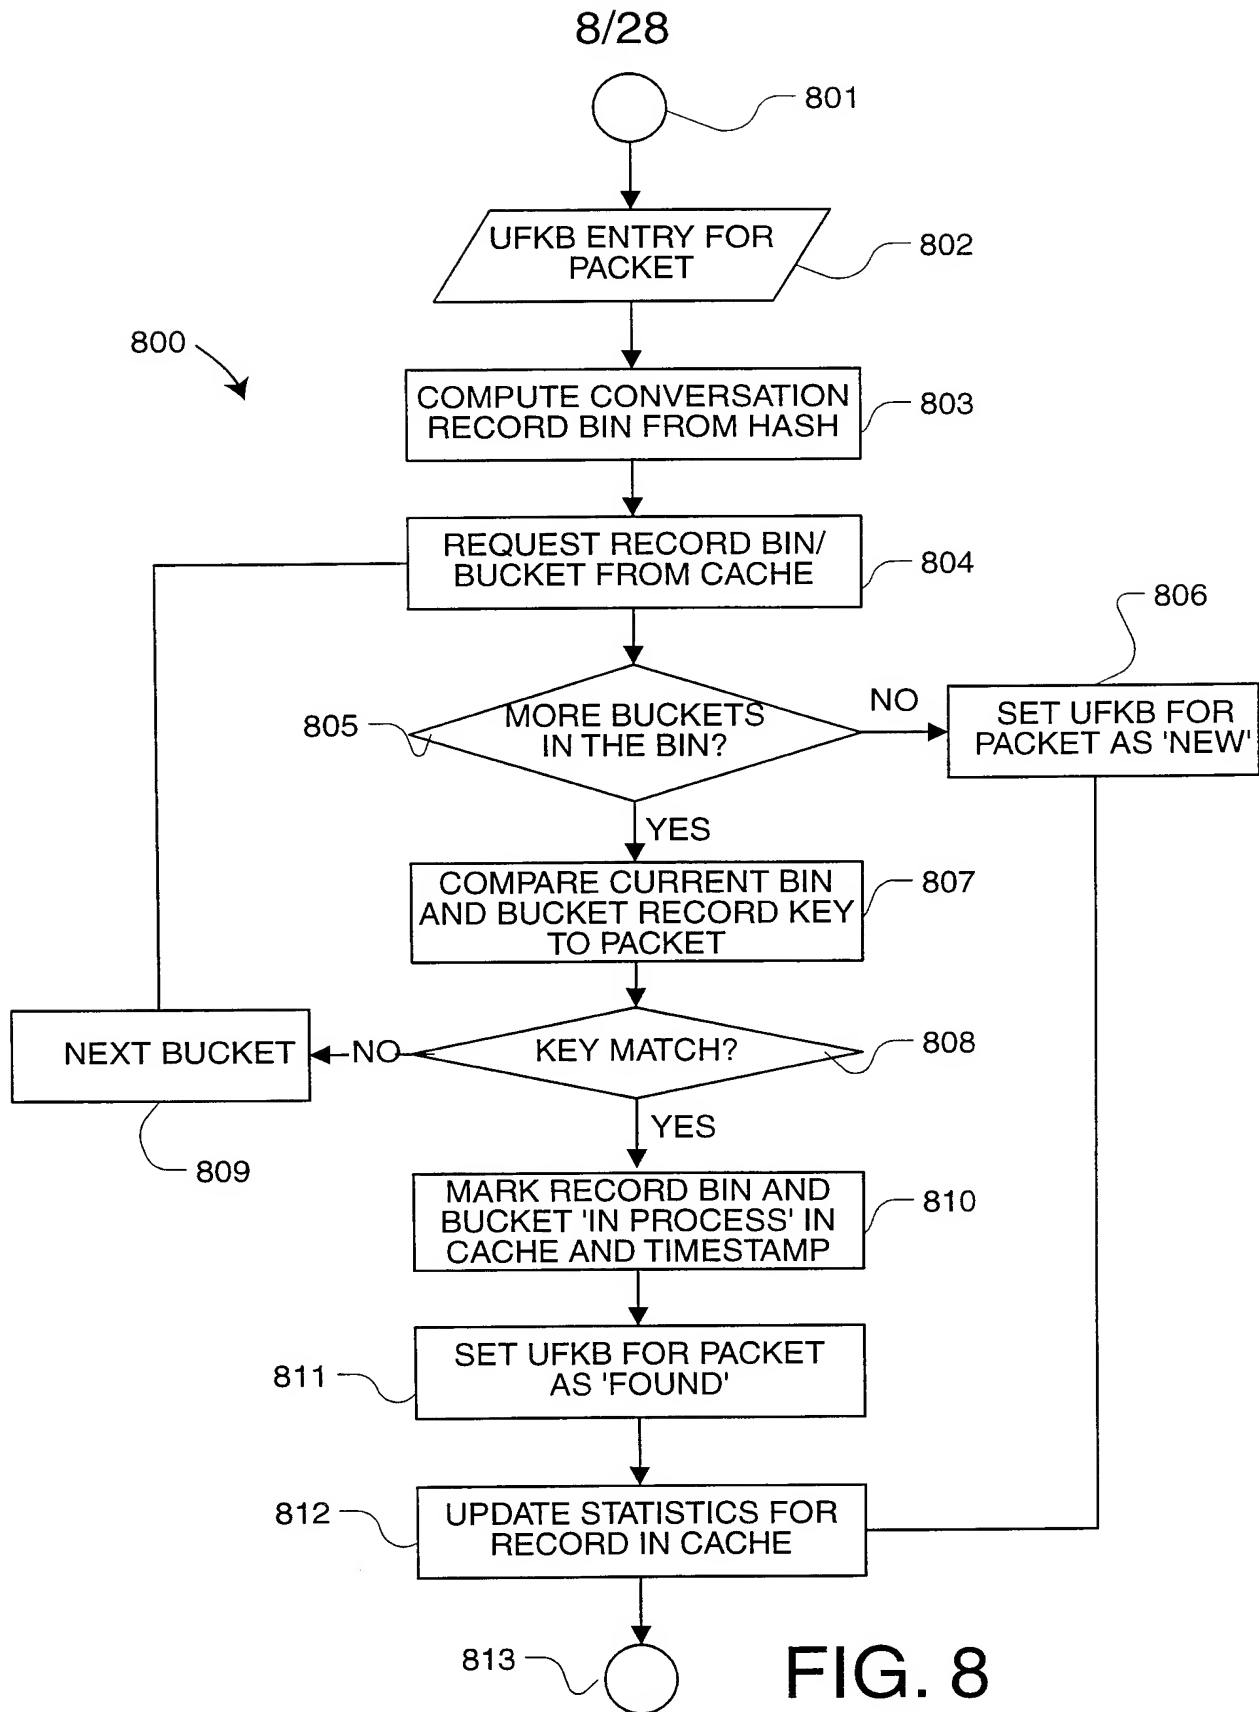 8/28
801
UFKB ENTRY FOR
PACKET
802
800
COMPUTE CONVERSATION
RECORD BIN FROM HASH
803
REQUEST RECORD BIN/
BUCKET FROM CACHE
804
806
805
MORE BUCKETS
IN THE BIN?
NO
SET UFKB FOR
PACKET AS 'NEW'
YES
COMPARE CURRENT BIN
AND BUCKET RECORD KEY
TO PACKET
807
NEXT BUCKET
NO
KEY MATCH?
808
YES
809
MARK RECORD BIN AND
BUCKET 'IN PROCESS' IN
CACHE AND TIMESTAMP
810
SET UFKB FOR PACKET
AS 'FOUND'
811
812
UPDATE STATISTICS FOR
RECORD IN CACHE
813
FIG. 8